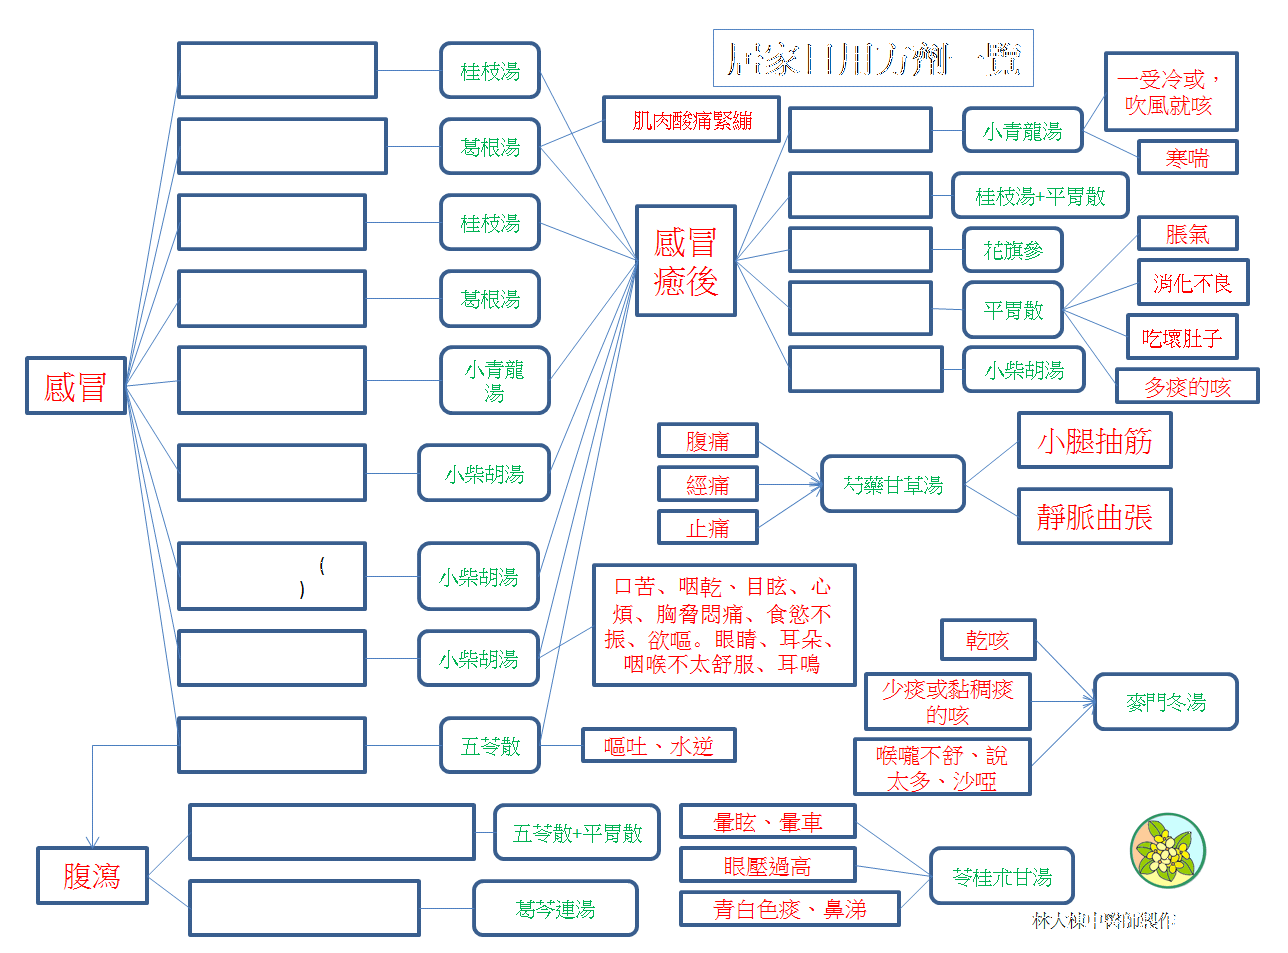 居家日用方劑一覽
感冒
桂枝湯
葛根湯
肌肉酸痛緊繃
桂枝湯
葛根湯
小青龍
湯
小柴胡湯
(
)
小柴胡湯
小柴胡湯
口苦、咽乾、目眩、心
煩、胸脅悶痛、食慾不
振、欲嘔。眼睛、耳朵、
咽喉不太舒服、耳鳴
五苓散
嘔吐、水逆
腹瀉
五苓散+平胃散
葛芩連湯
感冒
癒後
小青龍湯
一受冷或，
吹風就咳
寒喘
桂枝湯+平胃散
花旗參
平胃散
脹氣
消化不良
吃壞肚子
多痰的咳
小柴胡湯
腹痛
經痛
止痛
芍藥甘草湯
小腿抽筋
靜脈曲張
乾咳
少痰或黏稠痰
的咳
喉嚨不舒、說
太多、沙啞
麥門冬湯
暈眩、暈車
眼壓過高
青白色痰、鼻涕
苓桂朮甘湯
林大棟中醫師製作